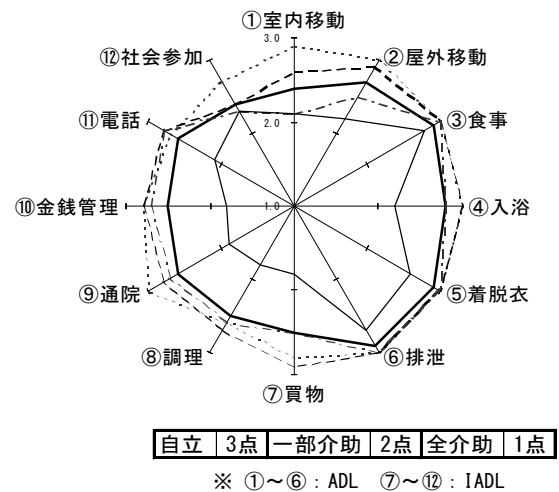 ①室内移動
3.0
⑫社会参加
②屋外移動
⑪電話
2.0
③食事
⑩金銭管理
1.0
④入浴
⑨通院
⑤着脱衣
⑧調理
⑥排泄
⑦買物
自立 3点 一部介助 2点 全介助 1点
※ ①～⑥：ADL ⑦～⑫：IADL